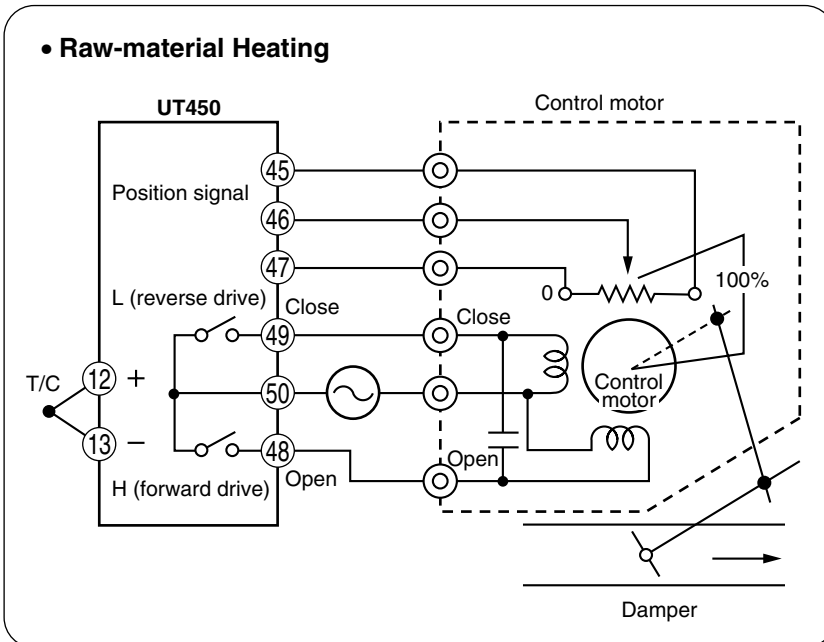 • Raw-material Heating
UT450
Control motor
45
Position signal
46
47
0
100%
L (reverse drive)
Close
49
Close
T/C
12
+
50
Control
motor
13
−
48
Open
H (forward drive)
Open
Damper